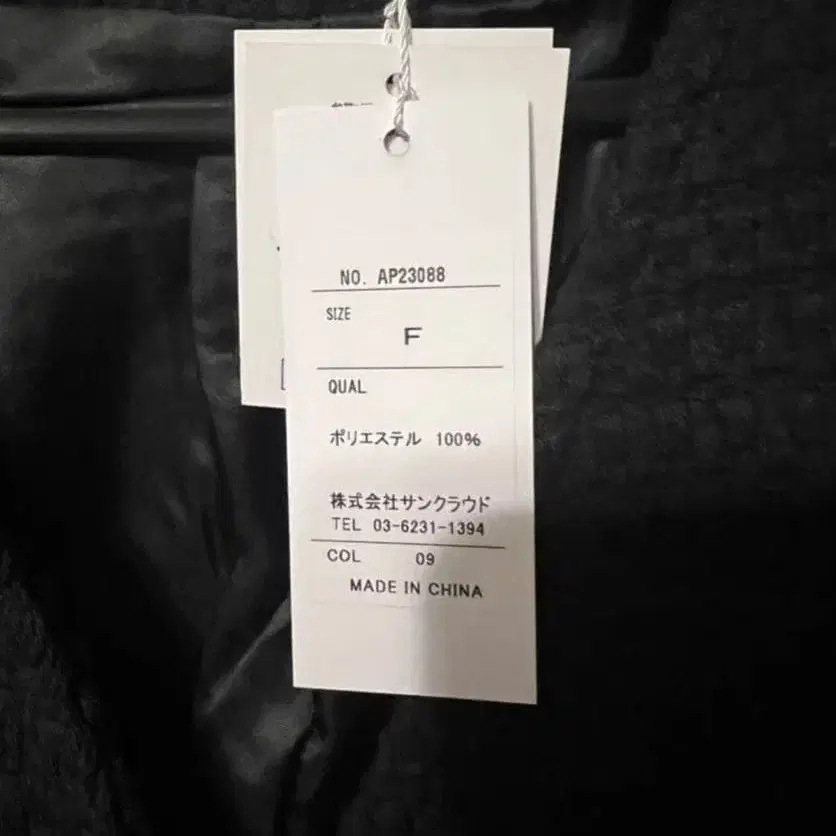 NO. AP23088
SIZE
F
QUAL
ポリエステル 100%
株式会社サンクラウド
TEL 03-6231-1394
COL 09
MADE IN CHINA